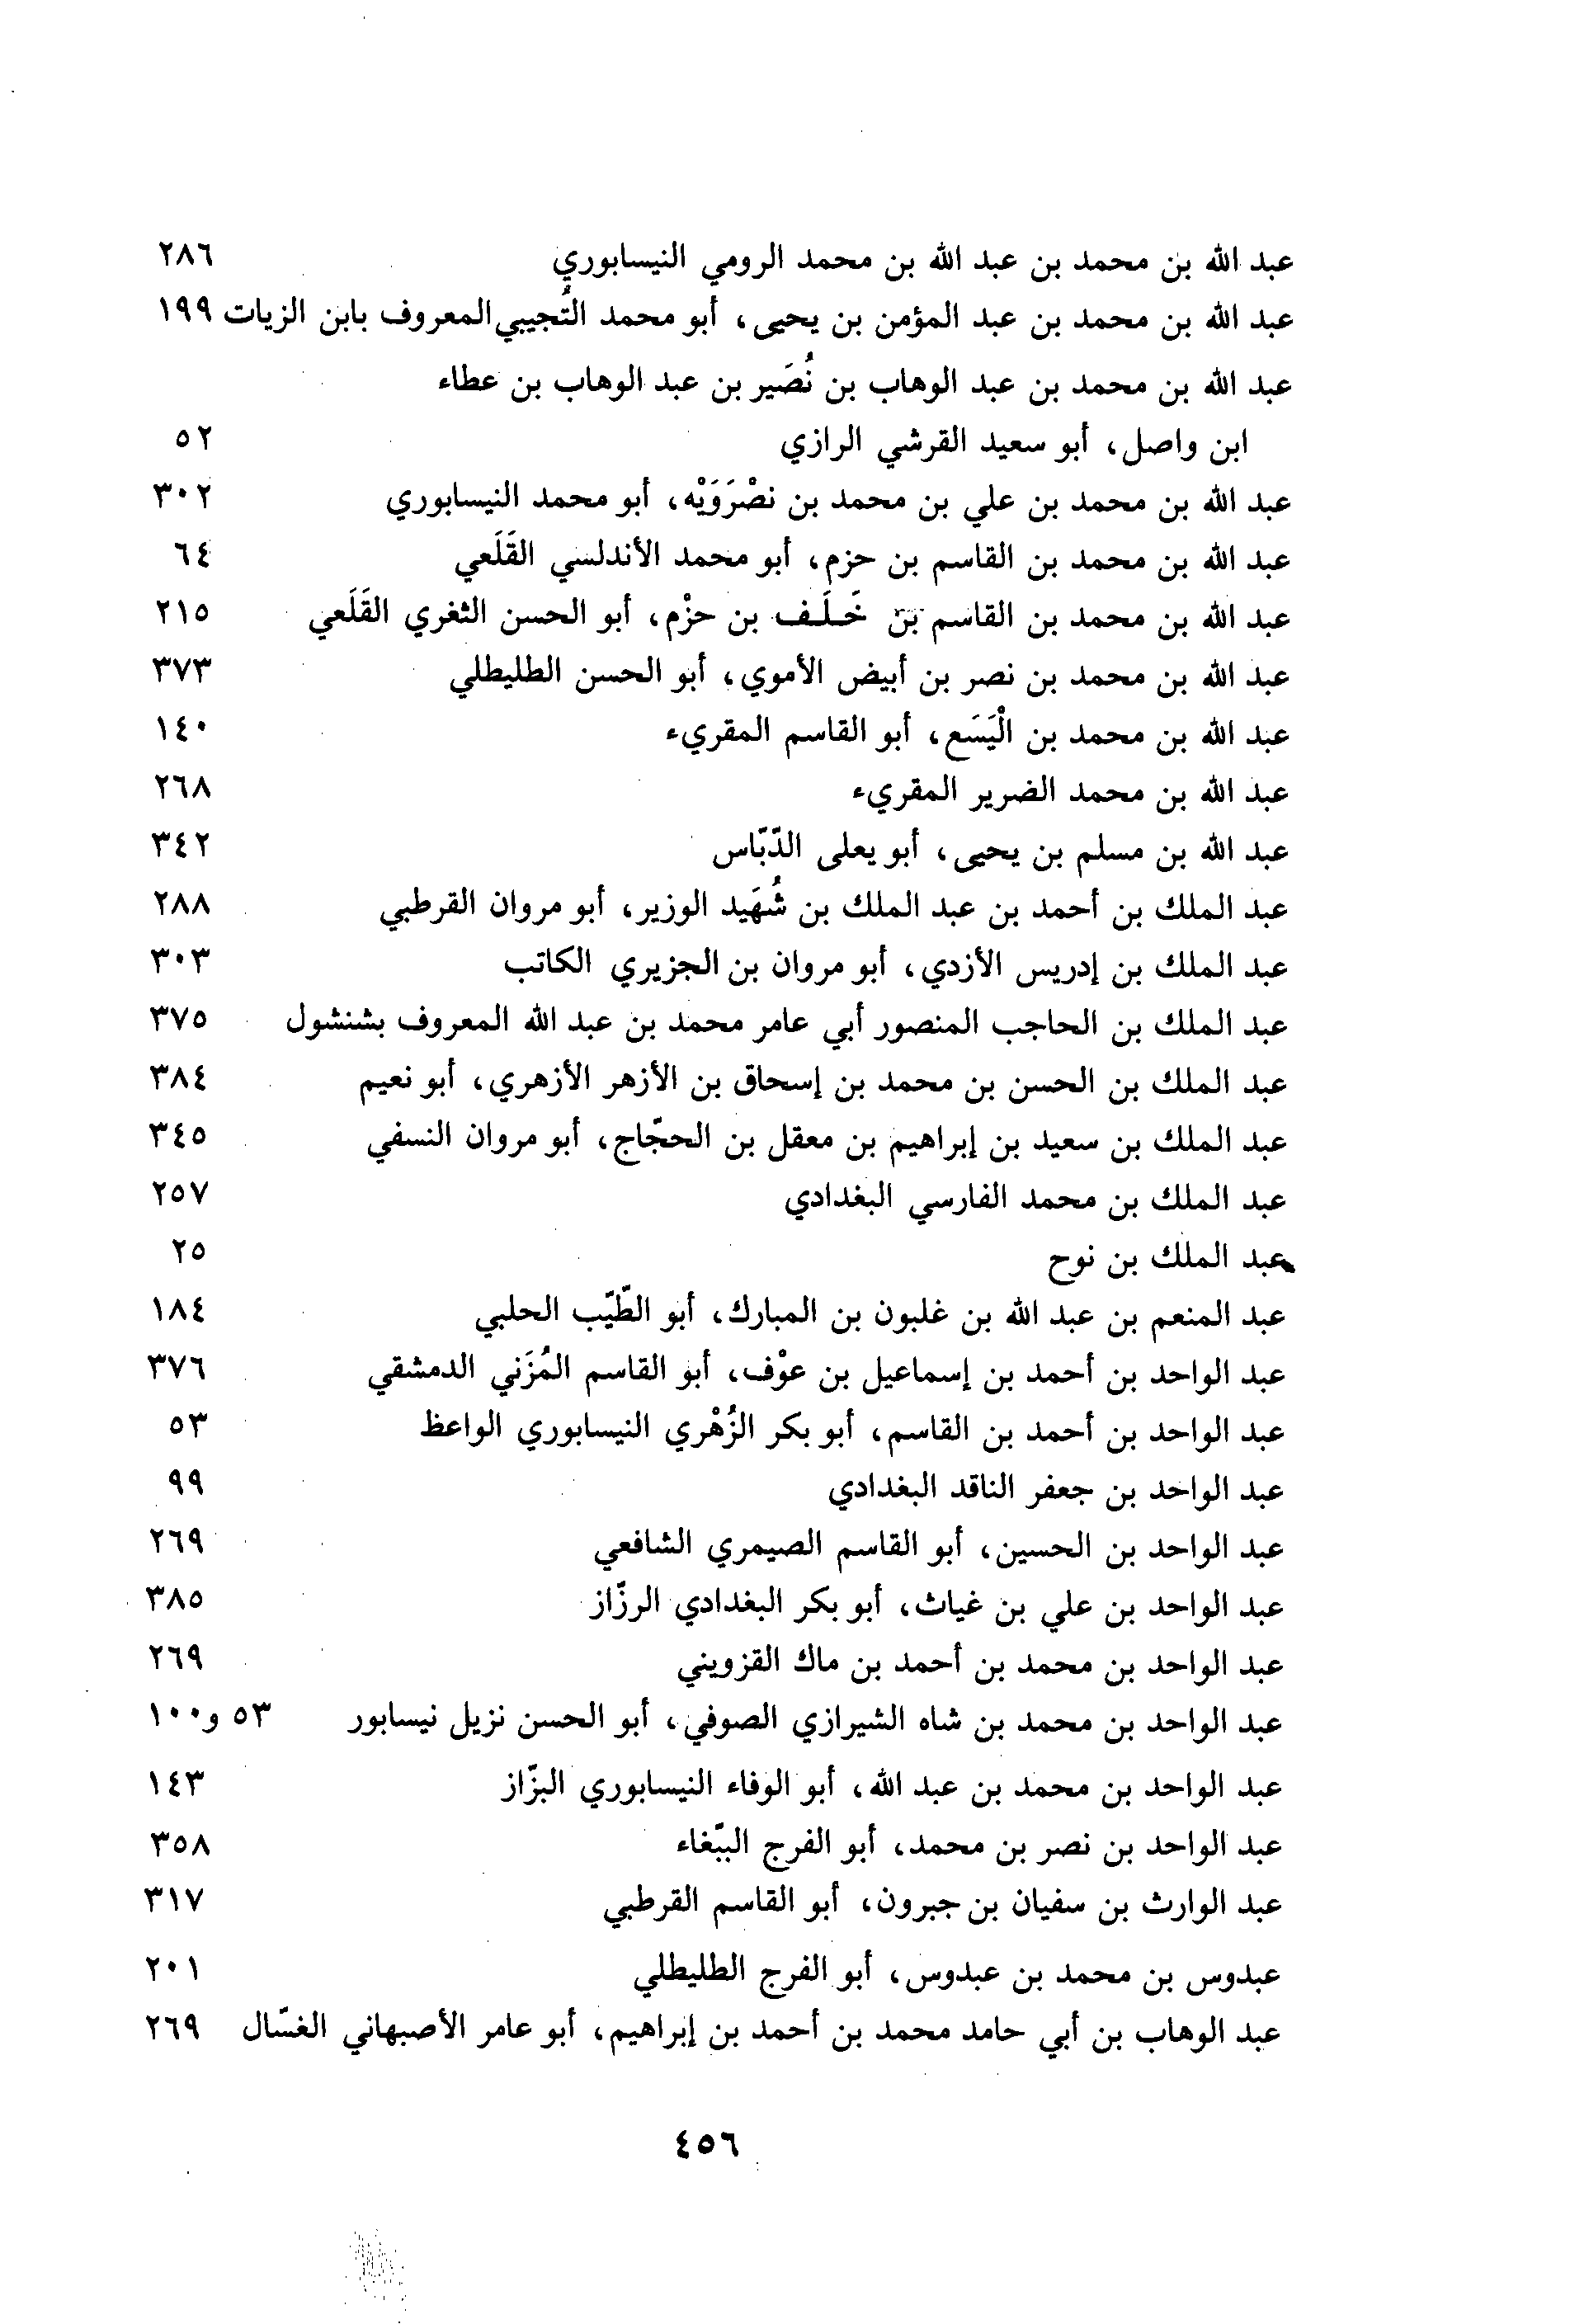 عبد الله بن محمد بن عبد الله بن محمد الرومي النيسابوري ٢٨٦
عبد الله بن محمد بن عبد المؤمن بن يحيى، أبو محمد التُجيبي المعروف بابن الزيات ١٩٩
عبد الله بن محمد بن عبد الوهاب بن نُصَير بن عبد الوهاب بن عطاء
ابن واصل، أبو سعيد القرشي الرازي ٥٢
عبد الله بن محمد بن علي بن محمد بن نصْرَوَيْه، أبو محمد النيسابوري ٣٠٢
عبد الله بن محمد بن القاسم بن حزم، أبو محمد الأندلسي القَلَعي ٦٤
عبد الله بن محمد بن القاسم بن خَلَف بن حزْم، أبو الحسن الثغري القَلَعي ٢١٥
عبد الله بن محمد بن نصر بن أبيض الأموي، أبو الحسن الطليطلي ٣٧٣
عبد الله بن محمد بن الْيَسَع، أبو القاسم المقريء ١٤٠
عبد الله بن محمد الضرير المقريء ٢٦٨
عبد الله بن مسلم بن يحيى، أبو يعلى الدّبّاس ٣٤٢
عبد الملك بن أحمد بن عبد الملك بن شُهَيد الوزير، أبو مروان القرطبي ٢٨٨
عبد الملك بن إدريس الأزدي، أبو مروان بن الجزيري الكاتب ٣٠٣
عبد الملك بن الحاجب المنصور أبي عامر محمد بن عبد الله المعروف بشنشول ٣٧٥
عبد الملك بن الحسن بن محمد بن إسحاق بن الأزهر الأزهري، أبو نعيم ٣٨٤
عبد الملك بن سعيد بن إبراهيم بن معقل بن الحجّاج، أبو مروان النسفي ٣٤٥
عبد الملك بن محمد الفارسي البغدادي ٢٥٧
عبد الملك بن نوح ٢٥
عبد المنعم بن عبد الله بن غلبون بن المبارك، أبو الطّيّب الحلبي ١٨٤
عبد الواحد بن أحمد بن إسماعيل بن عوْف، أبو القاسم المُزَني الدمشقي ٣٧٦
عبد الواحد بن أحمد بن القاسم، أبو بكر الزُهْري النيسابوري الواعظ ٥٣
عبد الواحد بن جعفر الناقد البغدادي ٩٩
عبد الواحد بن الحسين، أبو القاسم الصيمري الشافعي ٢٦٩
عبد الواحد بن علي بن غياث، أبو بكر البغدادي الرزّاز ٣٨٥
عبد الواحد بن محمد بن أحمد بن ماك القزويني ٢٦٩
عبد الواحد بن محمد بن شاه الشيرازي الصوفي، أبو الحسن نزيل نيسابور ٥٣ و١٠٠
عبد الواحد بن محمد بن عبد الله، أبو الوفاء النيسابوري البزّاز ١٤٣
عبد الواحد بن نصر بن محمد، أبو الفرج الببّغاء ٣٥٨
عبد الوارث بن سفيان بن جبرون، أبو القاسم القرطبي ٣١٧
عبدوس بن محمد بن عبدوس، أبو الفرج الطليطلي ٢٠١
عبد الوهاب بن أبي حامد محمد بن أحمد بن إبراهيم، أبو عامر الأصبهاني الغسّال ٢٦٩
٤٥٦